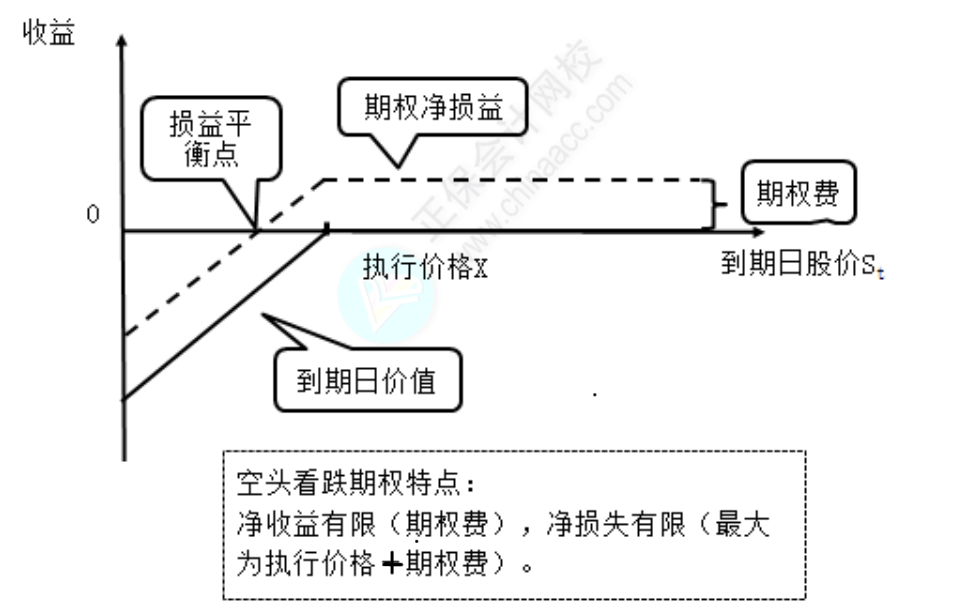 收益
损益平
衡点
期权净损益
期权费
0
执行价格X
到期日股价St
到期日价值
空头看跌期权特点：
净收益有限（期权费），净损失有限（最大
为执行价格＋期权费）。
正保会计网校
www.chinaacc.com